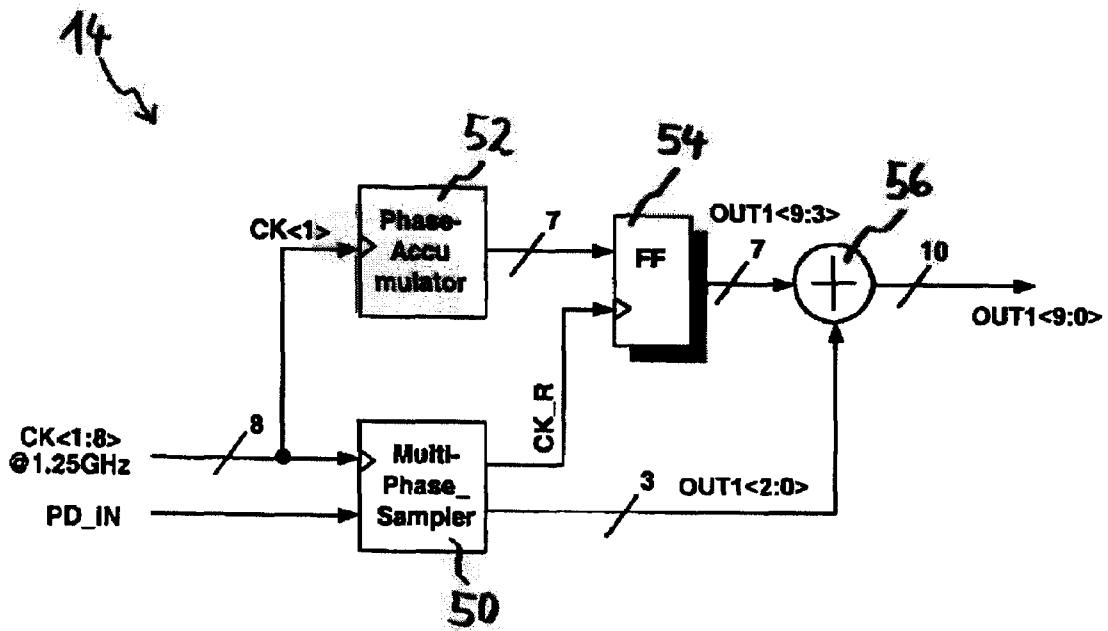 14
52
54
56
CK<1>
Phase-
Accu
mulator
7
FF
OUT1<9:3>
7
10
OUT1<9:0>
CK_R
CK<1:8>
@1.25GHz
8
PD_IN
Multi-
Phase_
Sampler
3
OUT1<2:0>
50